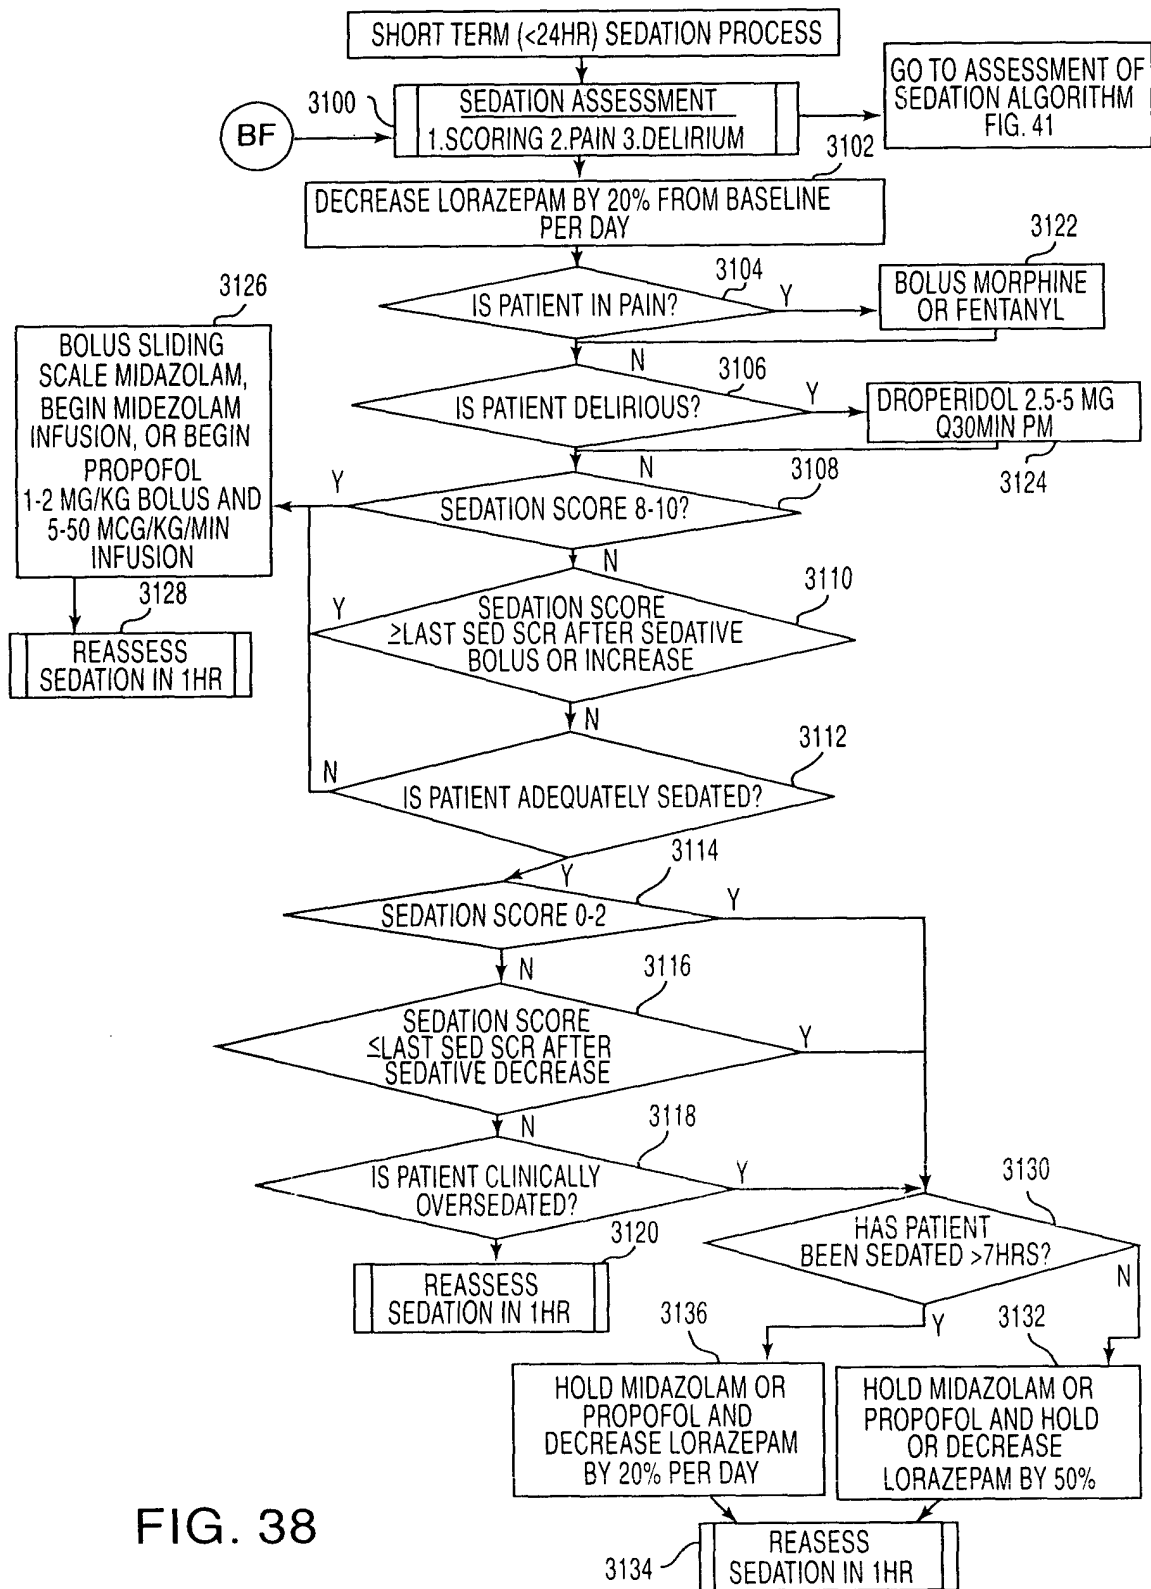 SHORT TERM (<24HR) SEDATION PROCESS
3100
BF
SEDATION ASSESSMENT
1.SCORING 2.PAIN 3.DELIRIUM
GO TO ASSESSMENT OF
SEDATION ALGORITHM
FIG. 41
3102
DECREASE LORAZEPAM BY 20% FROM BASELINE
PER DAY
3104
IS PATIENT IN PAIN?
Y
3122
BOLUS MORPHINE
OR FENTANYL
N
3106
IS PATIENT DELIRIOUS?
Y
DROPERIDOL 2.5-5 MG
Q30MIN PM
3124
N
3108
SEDATION SCORE 8-10?
Y
3126
BOLUS SLIDING
SCALE MIDAZOLAM,
BEGIN MIDEZOLAM
INFUSION, OR BEGIN
PROPOFOL
1-2 MG/KG BOLUS AND
5-50 MCG/KG/MIN
INFUSION
3128
REASSESS
SEDATION IN 1HR
N
3110
Y
SEDATION SCORE
≥LAST SED SCR AFTER SEDATIVE
BOLUS OR INCREASE
N
3112
N
IS PATIENT ADEQUATELY SEDATED?
Y
3114
SEDATION SCORE 0-2
Y
N
3116
SEDATION SCORE
≤LAST SED SCR AFTER
SEDATIVE DECREASE
Y
N
3118
IS PATIENT CLINICALLY
OVERSEDATED?
Y
3120
REASSESS
SEDATION IN 1HR
3130
HAS PATIENT
BEEN SEDATED >7HRS?
N
Y
3136
HOLD MIDAZOLAM OR
PROPOFOL AND
DECREASE LORAZEPAM
BY 20% PER DAY
3132
HOLD MIDAZOLAM OR
PROPOFOL AND HOLD
OR DECREASE
LORAZEPAM BY 50%
3134
REASESS
SEDATION IN 1HR
FIG. 38